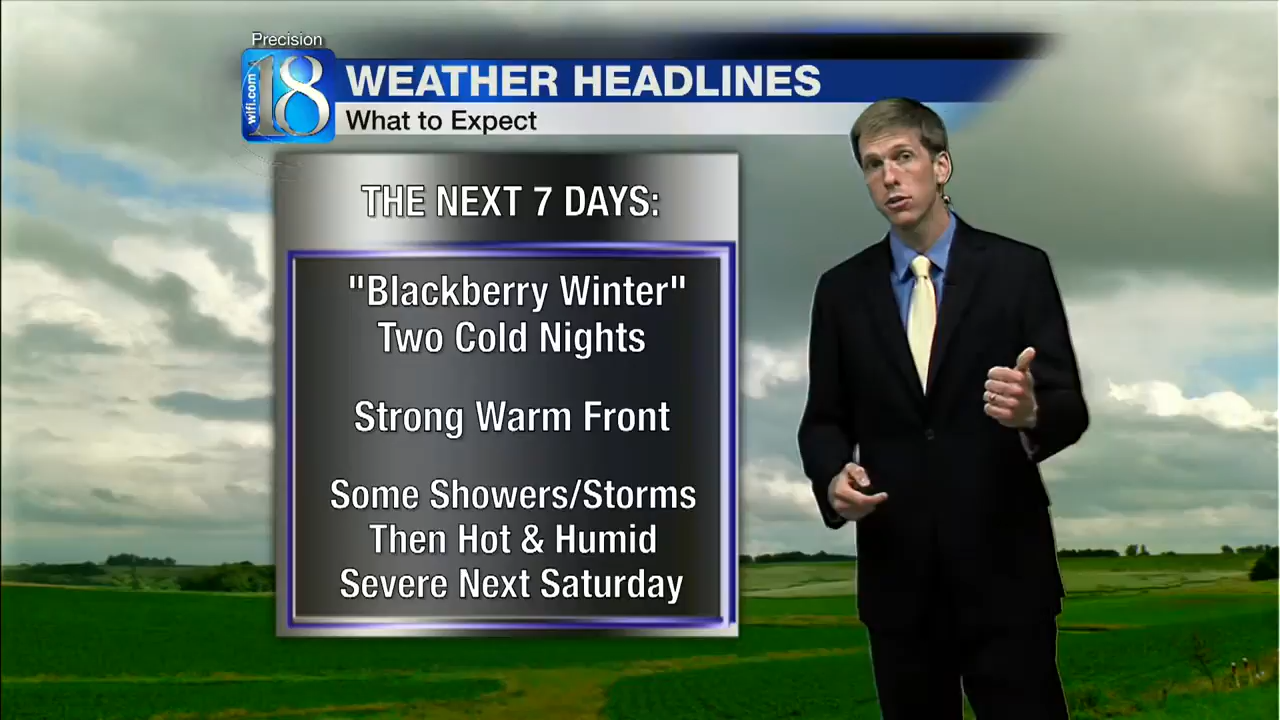 Precision
wlfi.com
18
WEATHER HEADLINES
What to Expect
THE NEXT 7 DAYS:
"Blackberry Winter"
Two Cold Nights
Strong Warm Front
Some Showers/Storms
Then Hot & Humid
Severe Next Saturday